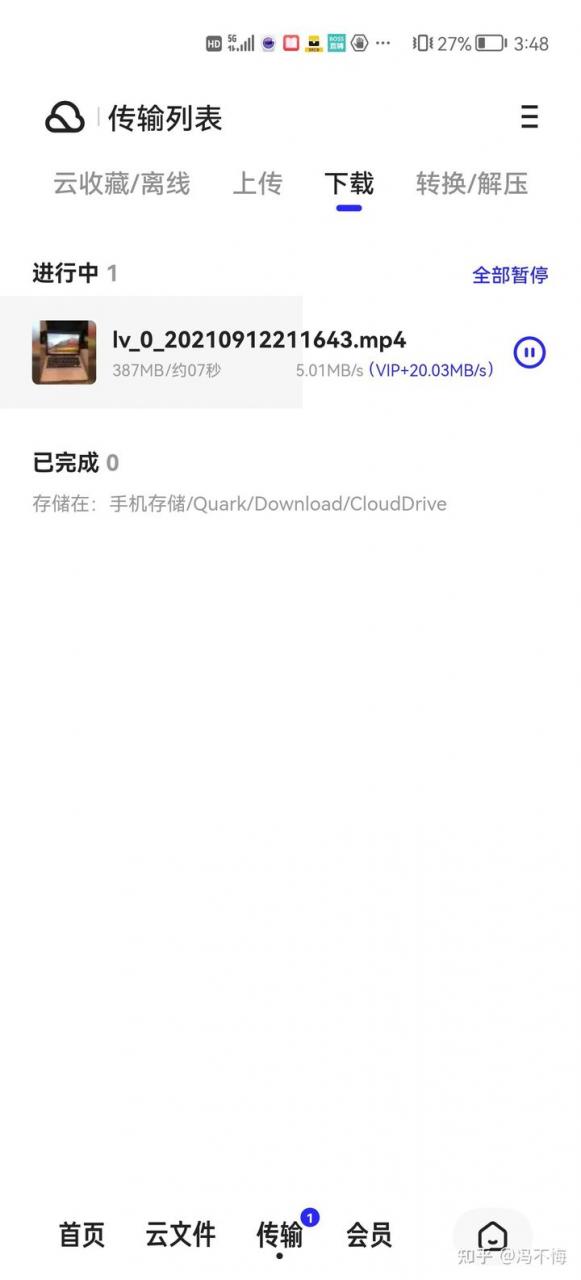 HD 5G 27% 3:48
传输列表
云收藏/离线 上传 下载 转换/解压
进行中 1 全部暂停
lv_0_20210912211643.mp4
387MB/约07秒 5.01MB/s (VIP+20.03MB/s)
已完成 0
存储在: 手机存储/Quark/Download/CloudDrive
首页 云文件 传输 1 会员
知乎 @冯不悔